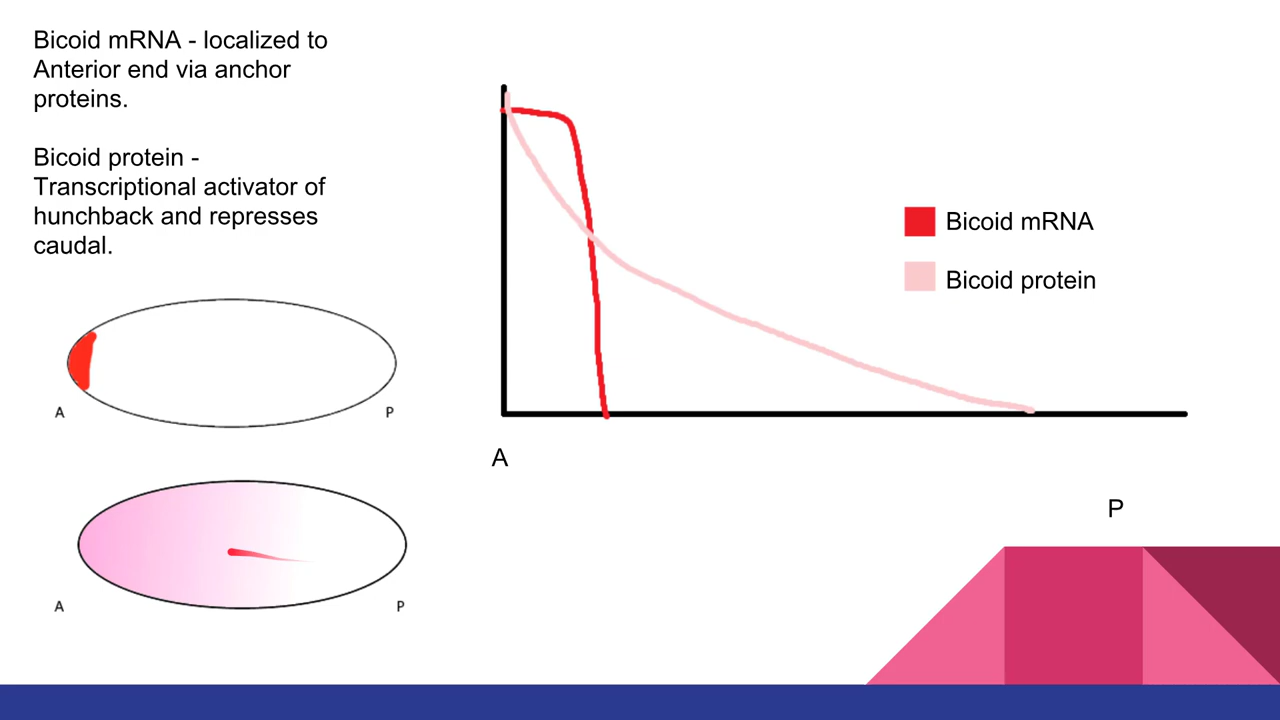 Bicoid mRNA - localized to
Anterior end via anchor
proteins.
Bicoid protein -
Transcriptional activator of
hunchback and represses
caudal.
A
P
A
P
Bicoid mRNA
Bicoid protein
A
P